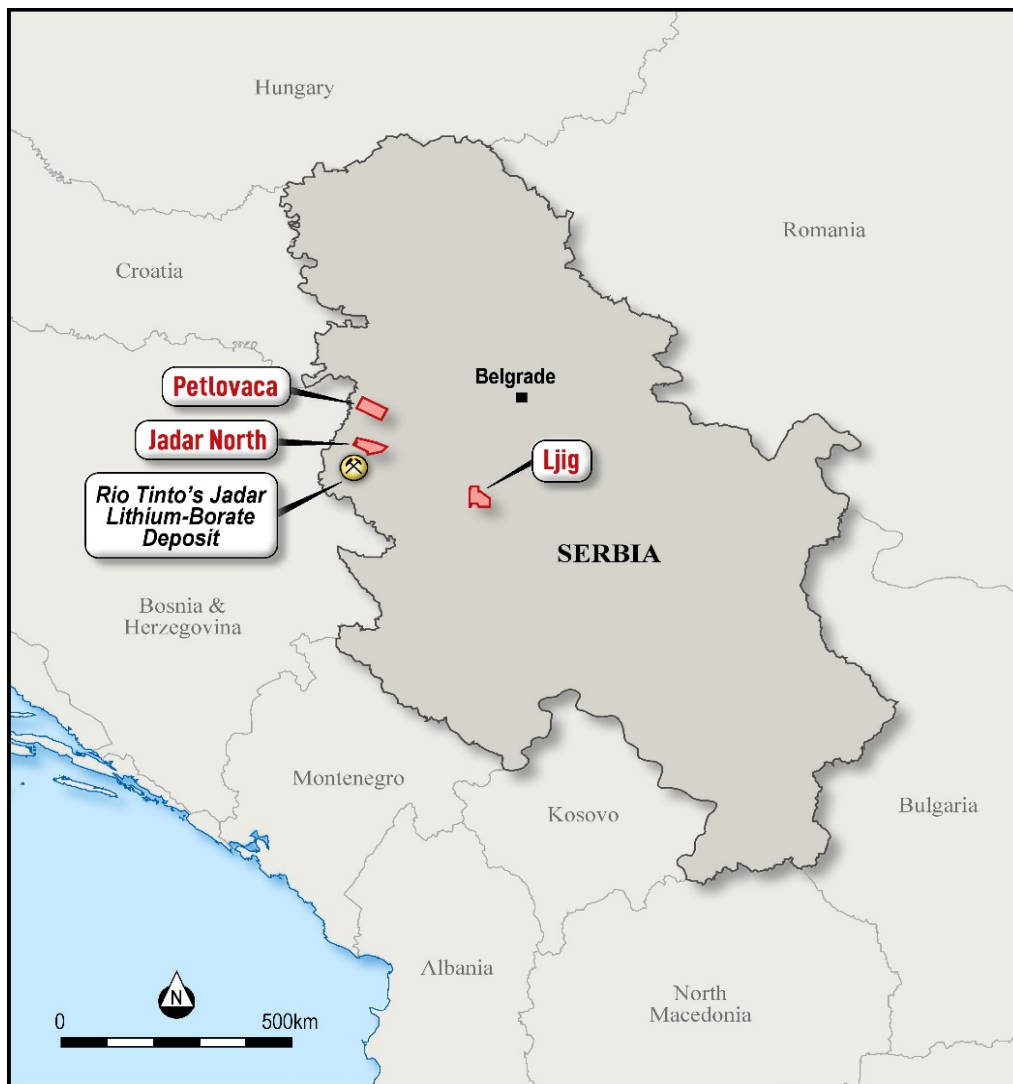 Hungary
Romania
Croatia
Belgrade
Petlovaca
Jadar North
Ljig
Rio Tinto's Jadar
Lithium-Borate
Deposit
SERBIA
Bosnia &
Herzegovina
Montenegro
Kosovo
Bulgaria
Albania
North
Macedonia
N
0 500km